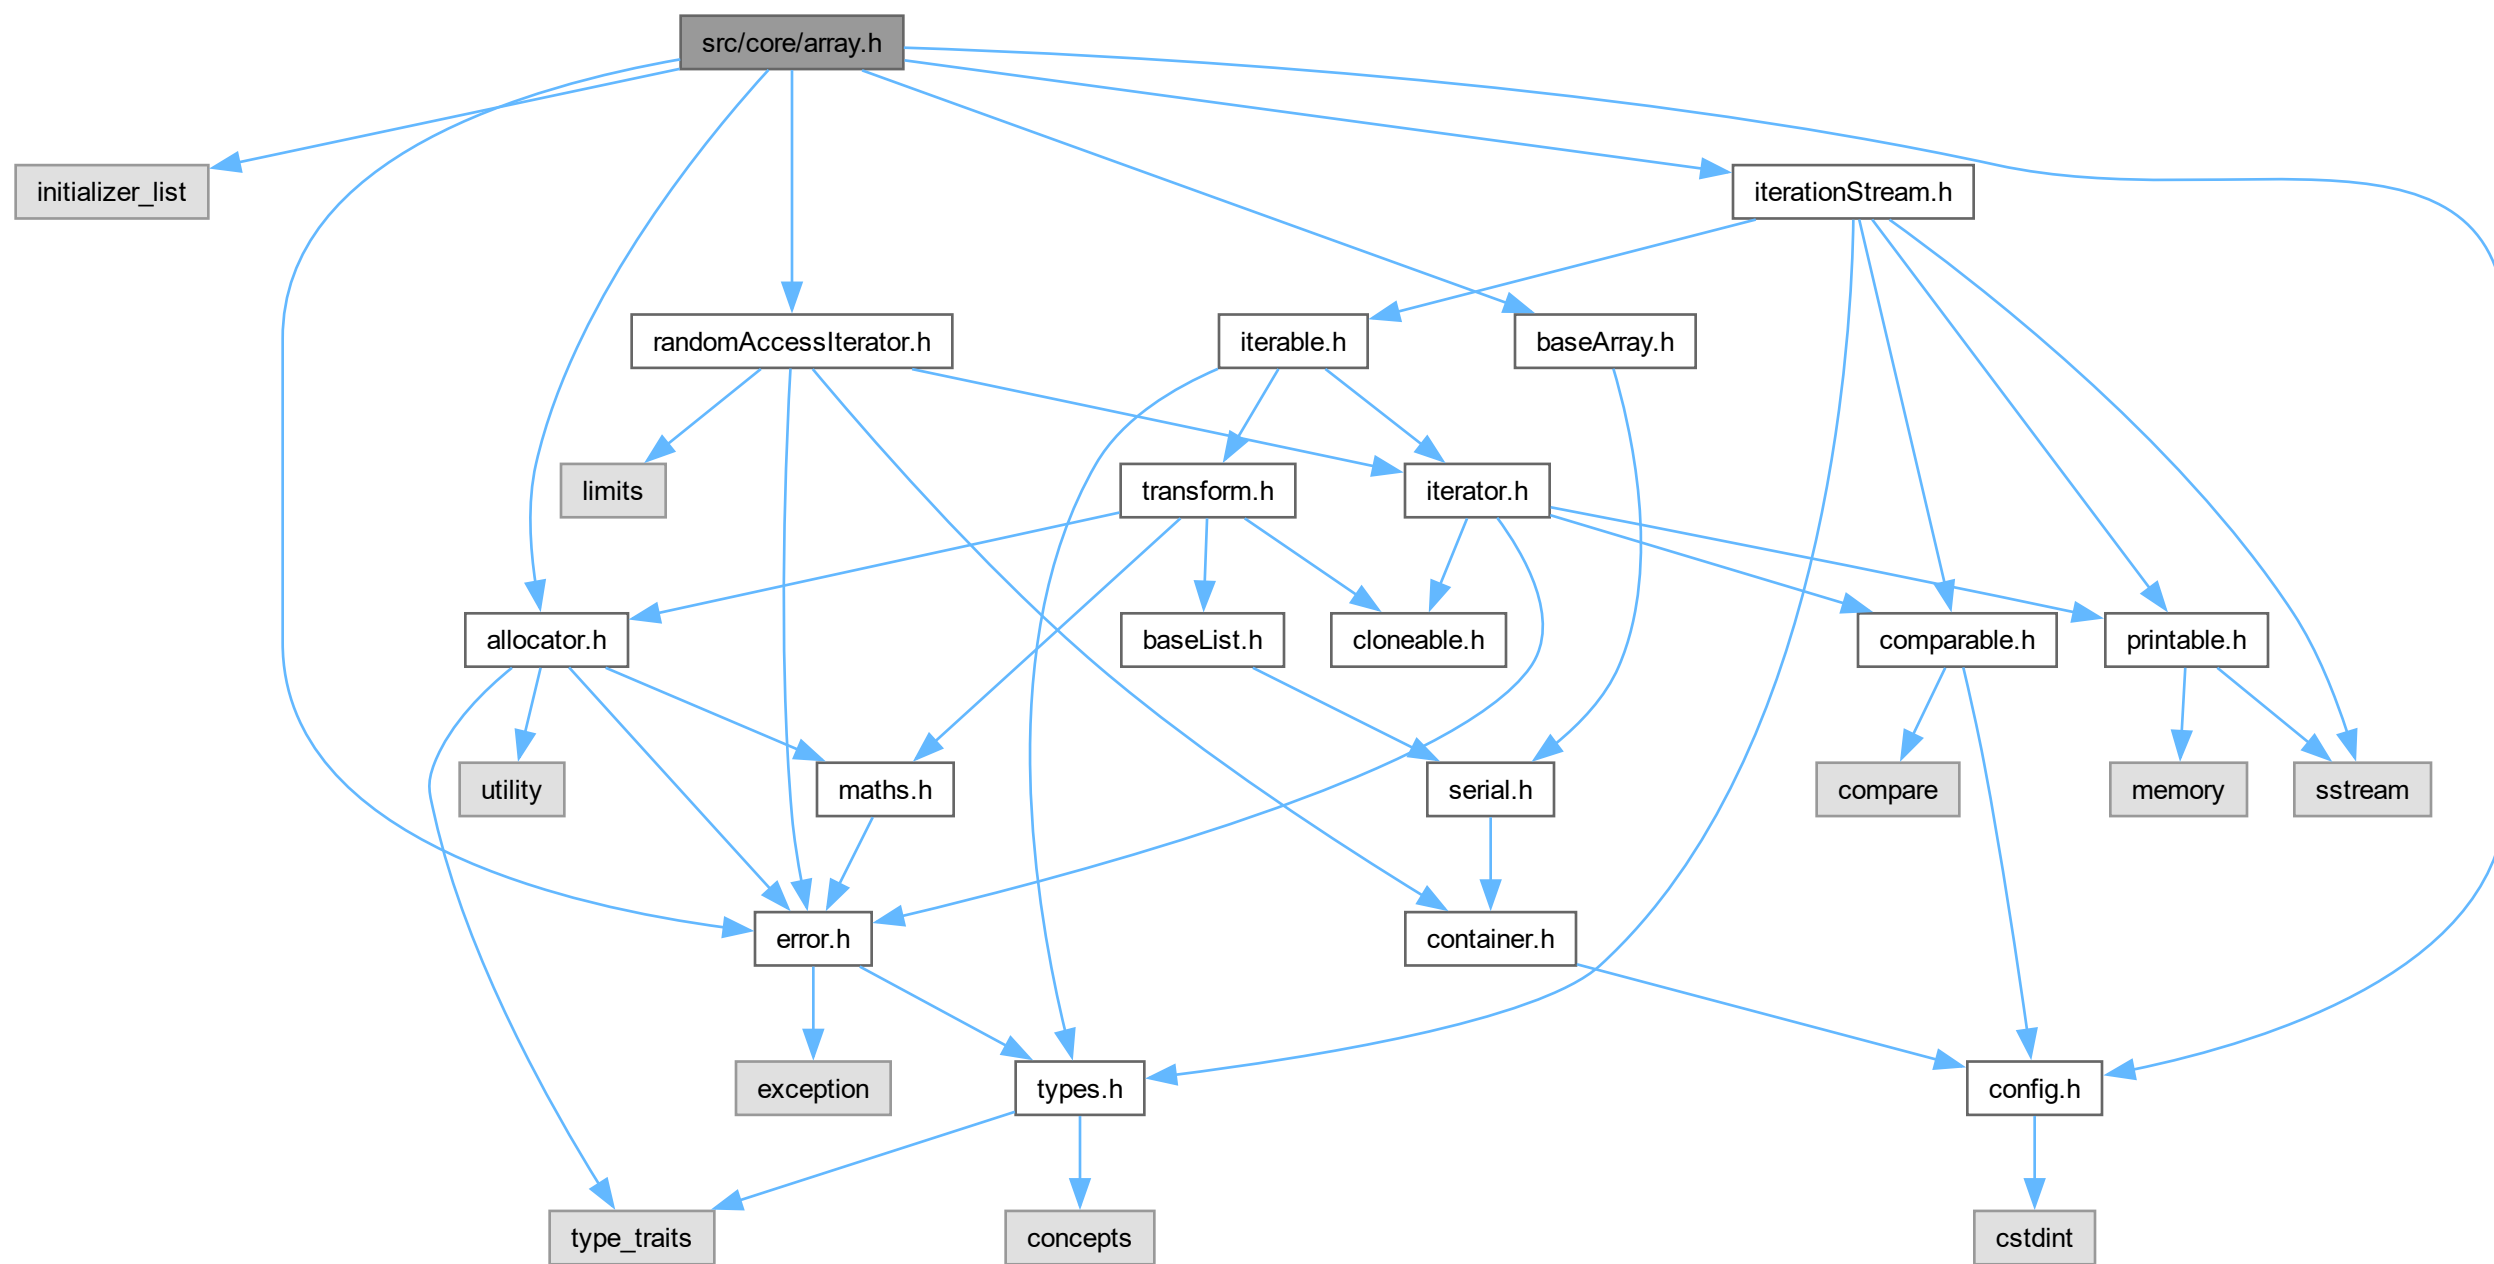 src/core/array.h
initializer_list
iterationStream.h
randomAccessIterator.h
iterable.h
baseArray.h
limits
transform.h
iterator.h
allocator.h
baseList.h
cloneable.h
comparable.h
printable.h
utility
maths.h
serial.h
compare
memory
sstream
error.h
container.h
exception
types.h
config.h
type_traits
concepts
cstdint